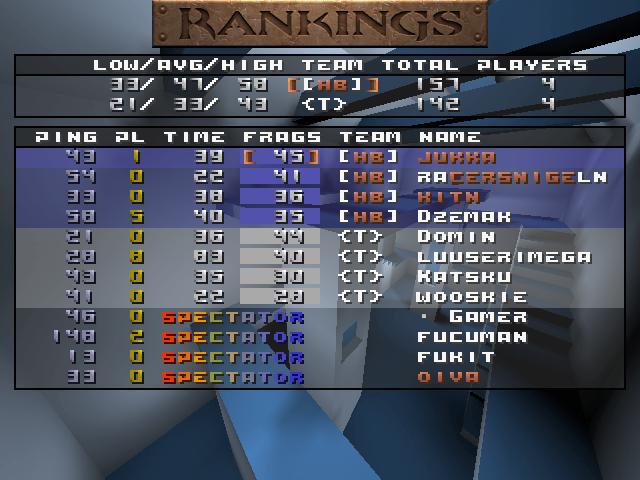 RANKINGS
LOW/AVG/HIGH TEAM TOTAL PLAYERS
33/ 47/ 58 [[HB] ] 157 4
21/ 33/ 43 {T} 142 4
PING PL TIME FRAGS TEAM NAME
43 1 39 [ 45] [HB] JUKKA
54 0 22 41 [HB] RACERSNIGELN
33 0 38 36 [HB] KITN
58 5 40 35 [HB] DZEMAK
21 0 36 44 {T} DOMIN
28 8 83 40 {T} LUUSERIMEGA
43 0 35 30 {T} KATSKU
41 0 22 28 {T} WOOSKIE
46 0 SPECTATOR · GAMER
148 2 SPECTATOR FUCUMAN
13 0 SPECTATOR FUKIT
33 0 SPECTATOR OIVA